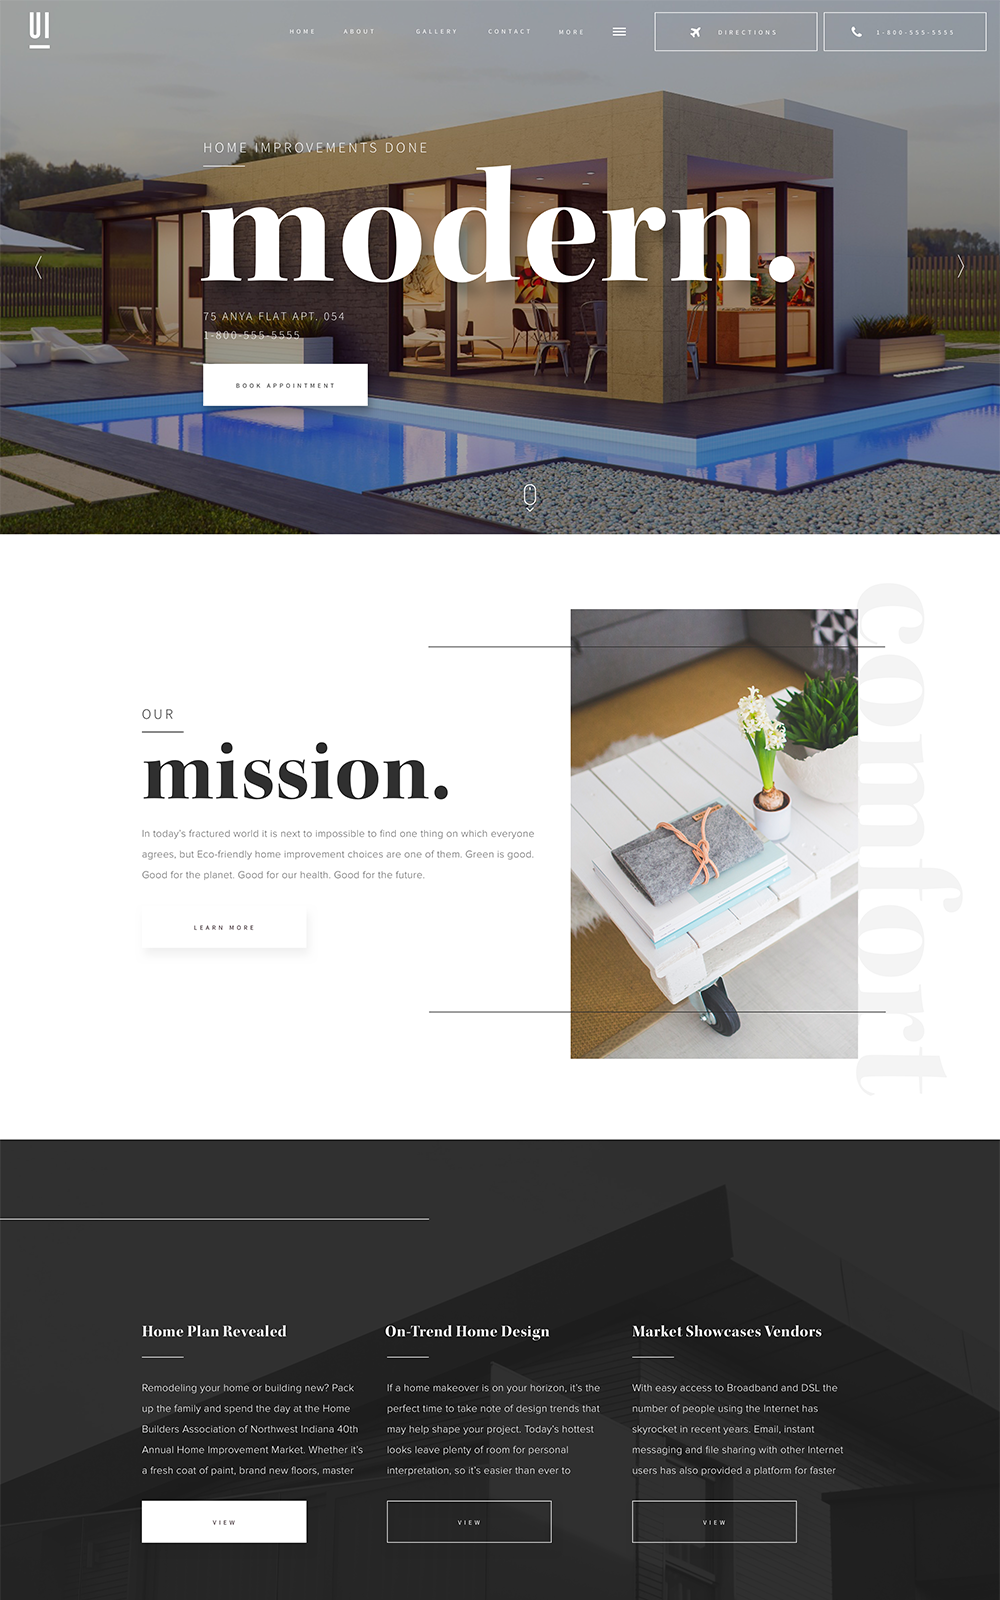 UI
HOME ABOUT GALLERY CONTACT MORE DIRECTIONS 1-800-555-5555
HOME IMPROVEMENTS DONE
modern.
75 ANYA FLAT APT. 054
1-800-555-5555
BOOK APPOINTMENT
OUR
mission.
In today's fractured world it is next to impossible to find one thing on which everyone
agrees, but Eco-friendly home improvement choices are one of them. Green is good.
Good for the planet. Good for our health. Good for the future.
LEARN MORE
comfort
Home Plan Revealed
Remodeling your home or building new? Pack
up the family and spend the day at the Home
Builders Association of Northwest Indiana 40th
Annual Home Improvement Market. Whether it's
a fresh coat of paint, brand new floors, master
VIEW
On-Trend Home Design
If a home makeover is on your horizon, it's the
perfect time to take note of design trends that
may help shape your project. Today's hottest
looks leave plenty of room for personal
interpretation, so it's easier than ever to
VIEW
Market Showcases Vendors
With easy access to Broadband and DSL the
number of people using the Internet has
skyrocket in recent years. Email, instant
messaging and file sharing with other Internet
users has also provided a platform for faster
VIEW